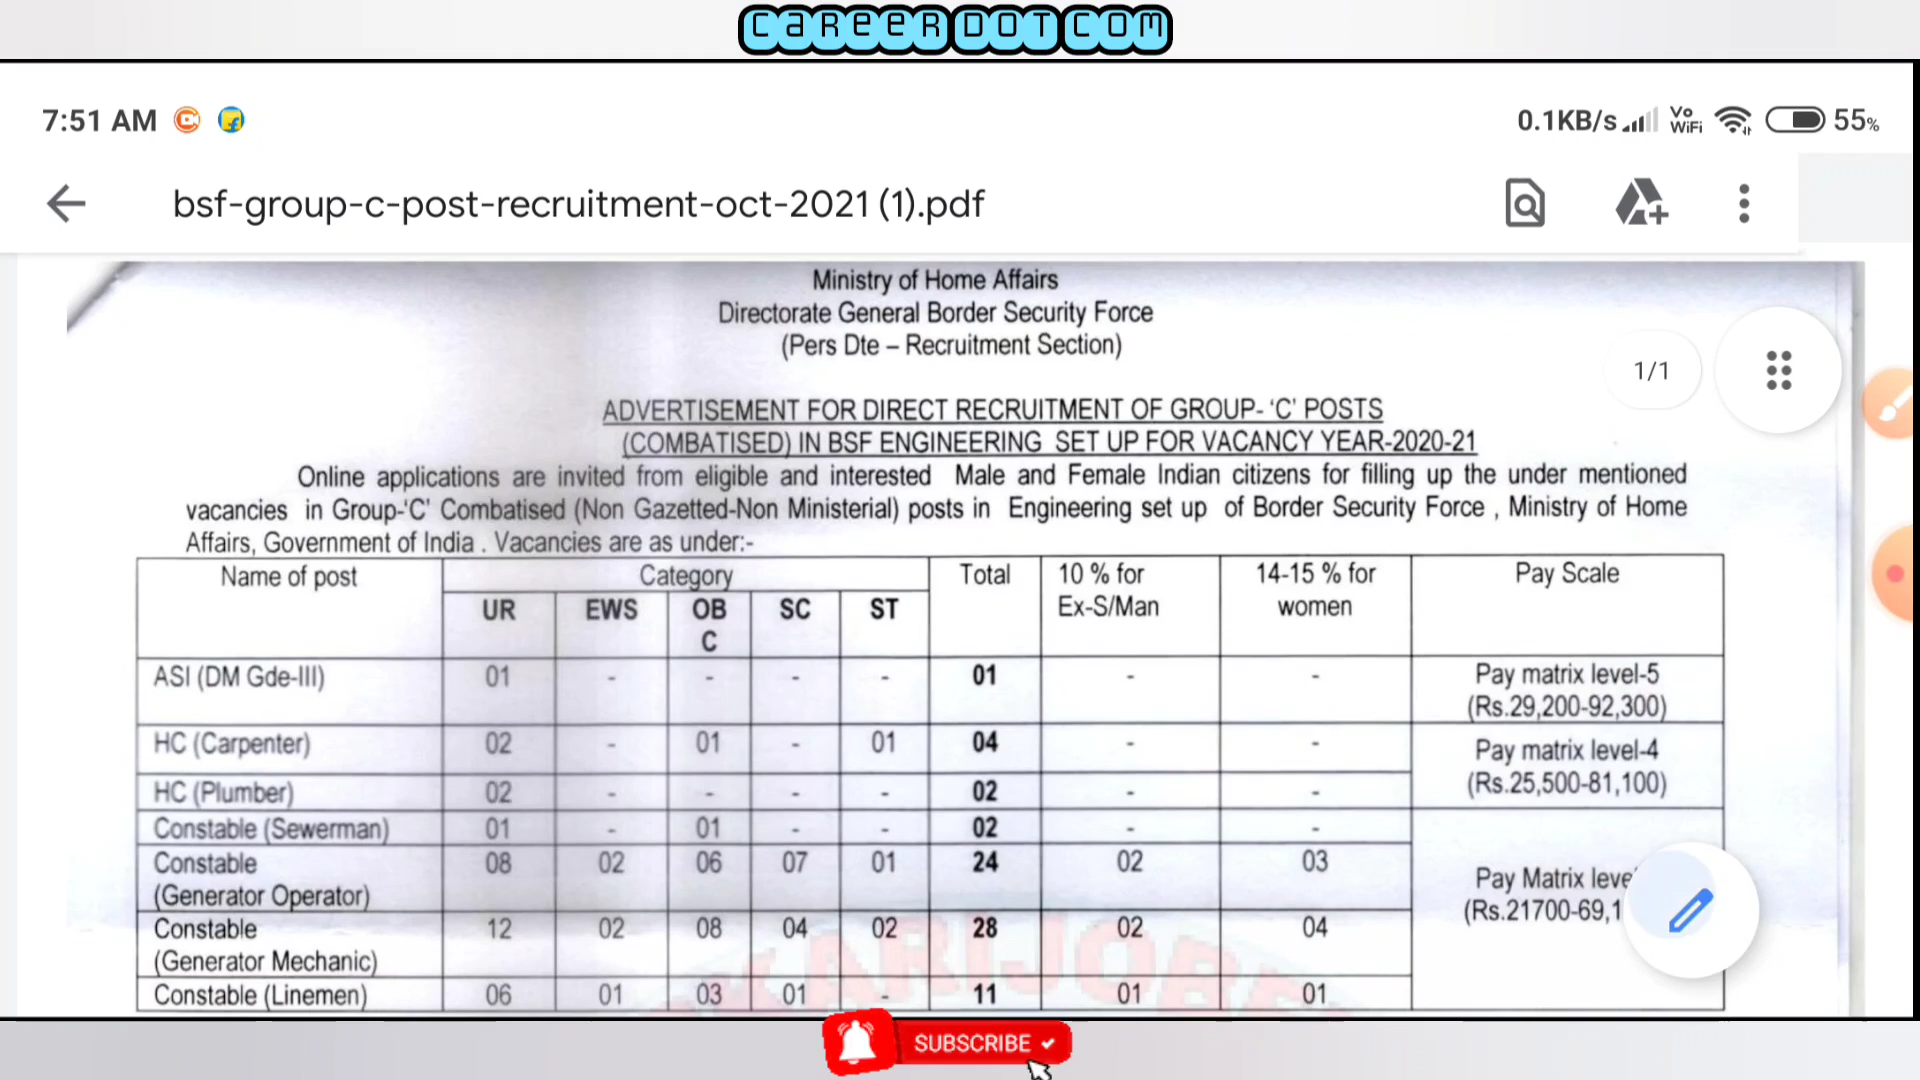 CAREER DOT COM
7:51 AM 0.1KB/s Vo WiFi 55%
bsf-group-c-post-recruitment-oct-2021 (1).pdf
Ministry of Home Affairs
Directorate General Border Security Force
(Pers Dte – Recruitment Section)
1/1
ADVERTISEMENT FOR DIRECT RECRUITMENT OF GROUP- ‘C’ POSTS
(COMBATISED) IN BSF ENGINEERING SET UP FOR VACANCY YEAR-2020-21
Online applications are invited from eligible and interested Male and Female Indian citizens for filling up the under mentioned
vacancies in Group-‘C’ Combatised (Non Gazetted-Non Ministerial) posts in Engineering set up of Border Security Force , Ministry of Home
Affairs, Government of India . Vacancies are as under:-
Name of post Category Total 10 % for Ex-S/Man 14-15 % for women Pay Scale
UR EWS OBC SC ST
ASI (DM Gde-III) 01 - - - - 01 - - Pay matrix level-5 (Rs.29,200-92,300)
HC (Carpenter) 02 - 01 - 01 04 - - Pay matrix level-4 (Rs.25,500-81,100)
HC (Plumber) 02 - - - - 02 - -
Constable (Sewerman) 01 - 01 - - 02 - -
Constable (Generator Operator) 08 02 06 07 01 24 02 03 Pay Matrix leve (Rs.21700-69,1
Constable (Generator Mechanic) 12 02 08 04 02 28 02 04
Constable (Linemen) 06 01 03 01 - 11 01 01
SUBSCRIBE